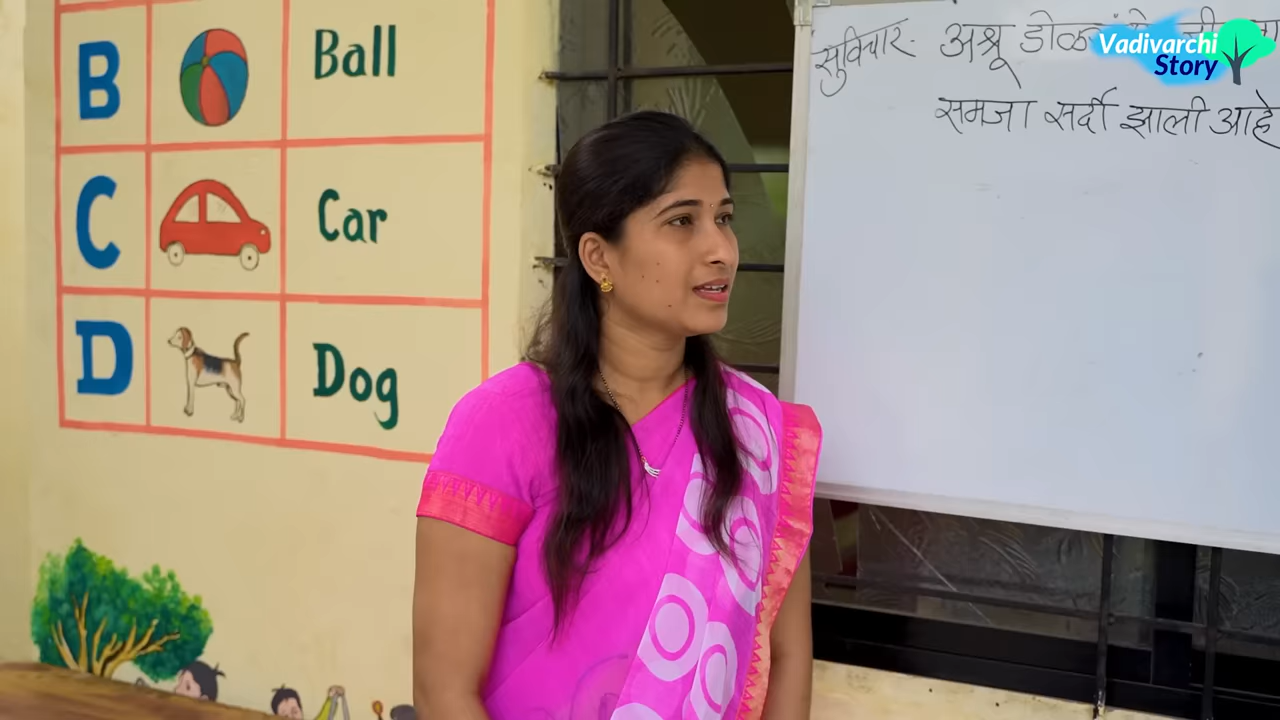 B Ball
C Car
D Dog
सुविचार- अश्रू
समजा सर्दी झाली आहे
Vadivarchi
Story